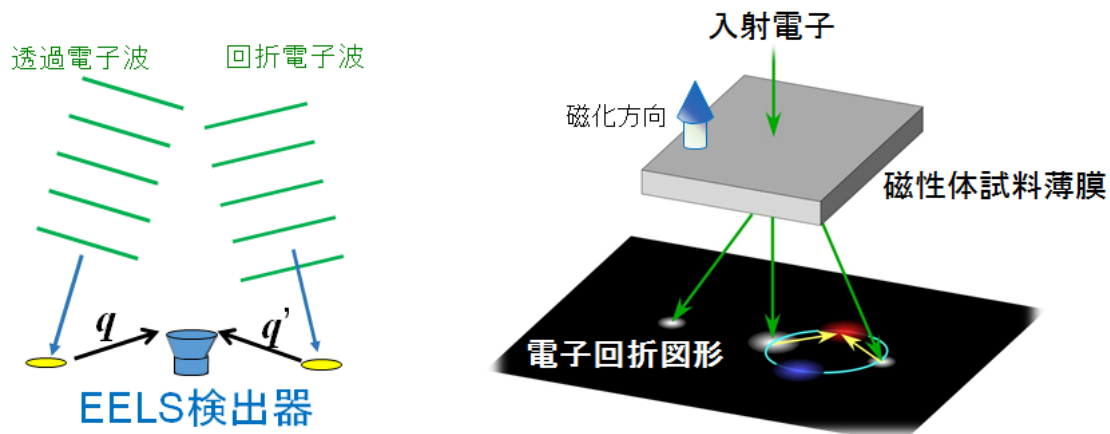 透過電子波
回折電子波
q
q'
EELS検出器
入射電子
磁化方向
磁性体試料薄膜
電子回折図形